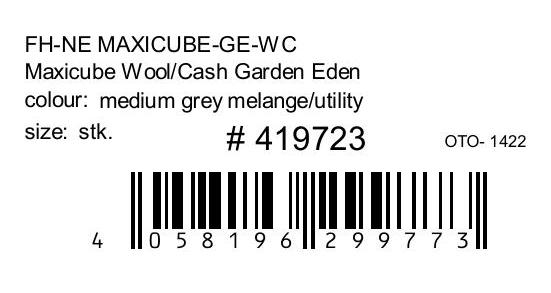 FH-NE MAXICUBE-GE-WC
Maxicube Wool/Cash Garden Eden
colour: medium grey melange/utility
size: stk.
# 419723
OTO- 1422
4 058196 299773